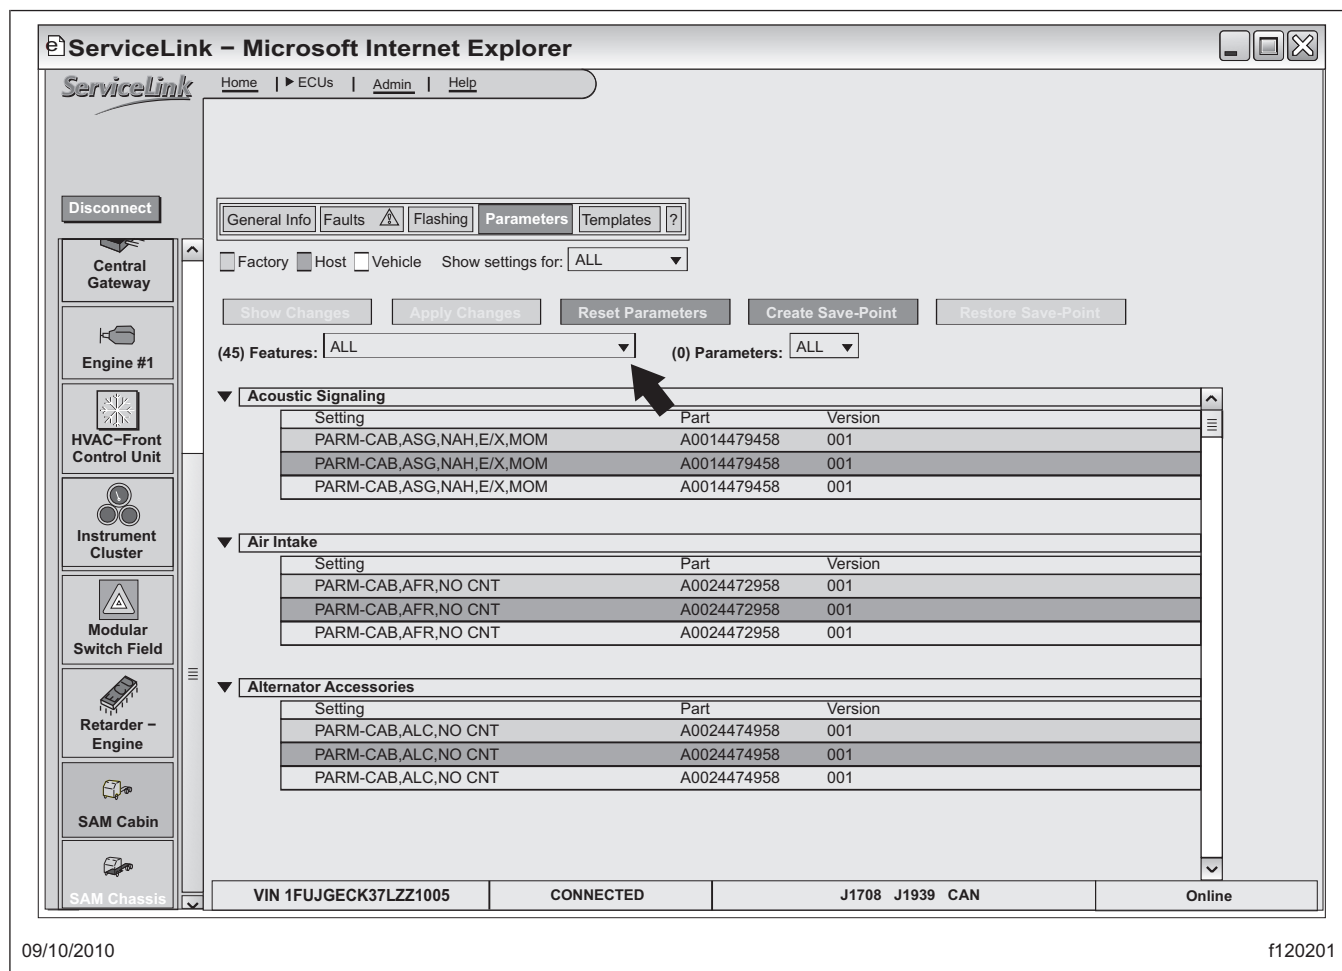 ServiceLink − Microsoft Internet Explorer
ServiceLink
Home | ECUs | Admin | Help
Disconnect
Central
Gateway
Engine #1
HVAC−Front
Control Unit
Instrument
Cluster
Modular
Switch Field
ECU
Retarder −
Engine
SAM Cabin
SAM Chassis
General Info Faults Flashing Parameters Templates ?
Factory Host Vehicle Show settings for: ALL
Show Changes Apply Changes Reset Parameters Create Save-Point Restore Save-Point
(45) Features: ALL (0) Parameters: ALL
Acoustic Signaling
Setting Part Version
PARM-CAB,ASG,NAH,E/X,MOM A0014479458 001
PARM-CAB,ASG,NAH,E/X,MOM A0014479458 001
PARM-CAB,ASG,NAH,E/X,MOM A0014479458 001
Air Intake
Setting Part Version
PARM-CAB,AFR,NO CNT A0024472958 001
PARM-CAB,AFR,NO CNT A0024472958 001
PARM-CAB,AFR,NO CNT A0024472958 001
Alternator Accessories
Setting Part Version
PARM-CAB,ALC,NO CNT A0024474958 001
PARM-CAB,ALC,NO CNT A0024474958 001
PARM-CAB,ALC,NO CNT A0024474958 001
VIN 1FUJGECK37LZZ1005 CONNECTED J1708 J1939 CAN Online
09/10/2010 f120201